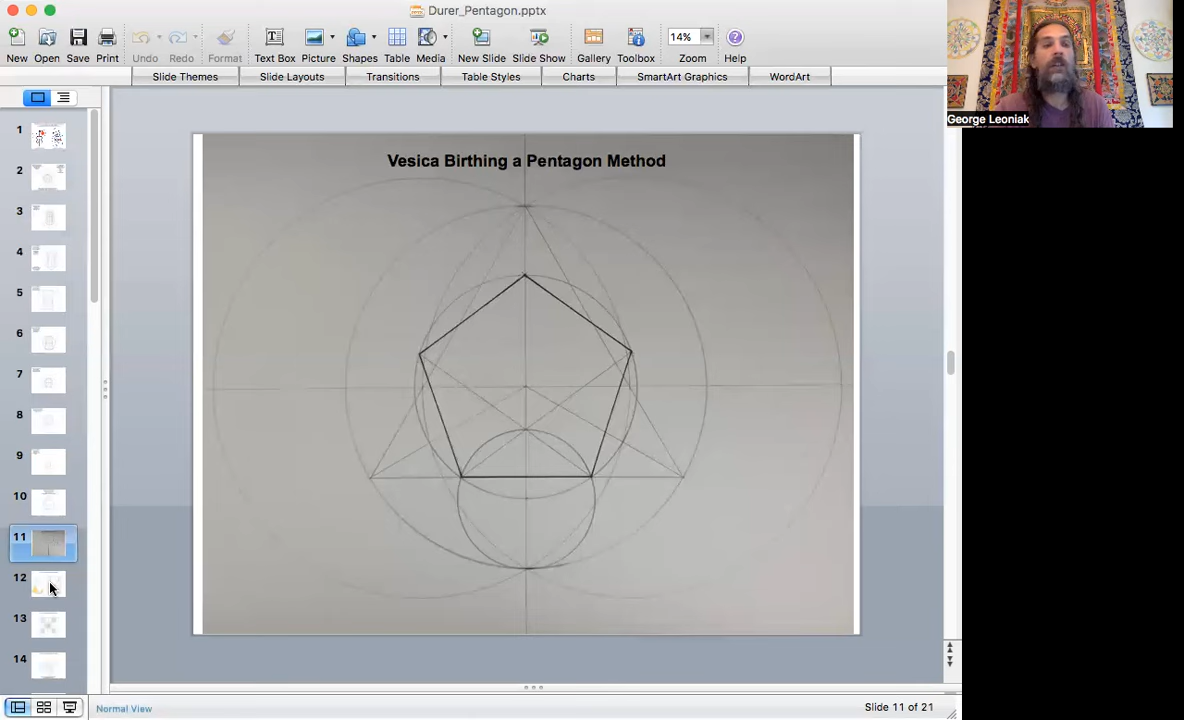 Durer_Pentagon.pptx
New Open Save Print Undo Redo Format Text Box Picture Shapes Table Media New Slide Slide Show Gallery Toolbox Zoom Help
14%
Slide Themes Slide Layouts Transitions Table Styles Charts SmartArt Graphics WordArt
George Leoniak
1
2
3
4
5
6
7
8
9
10
11
12
13
14
Vesica Birthing a Pentagon Method
Normal View
Slide 11 of 21